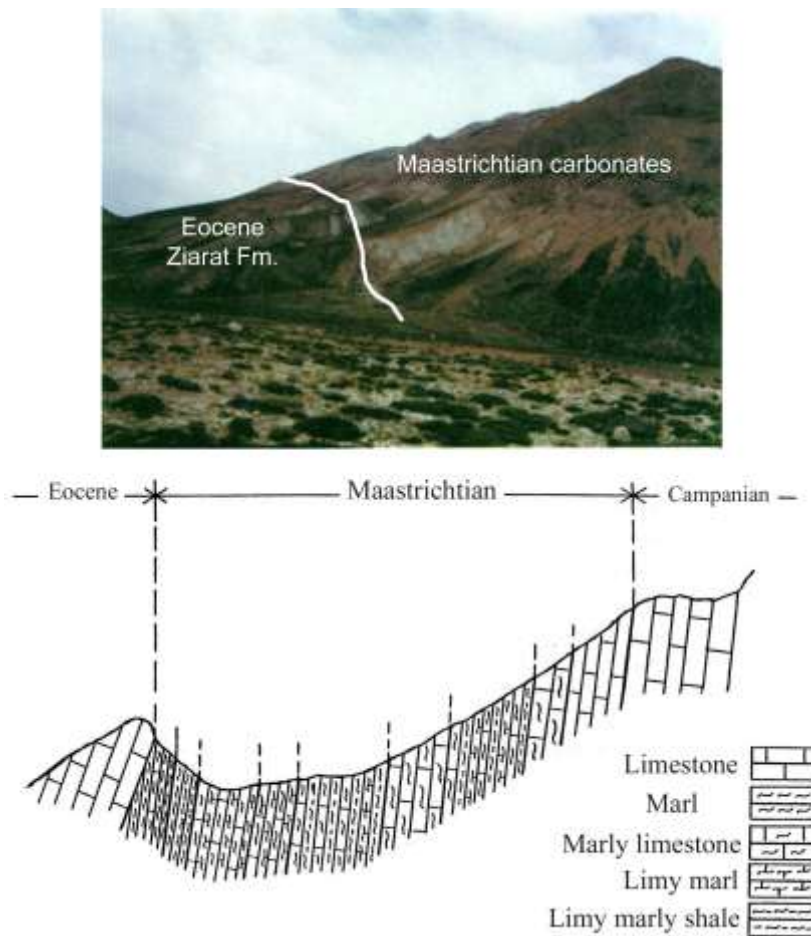 Maastrichtian carbonates
Eocene
Ziarat Fm.
Eocene
Maastrichtian
Campanian
Limestone
Marl
Marly limestone
Limy marl
Limy marly shale